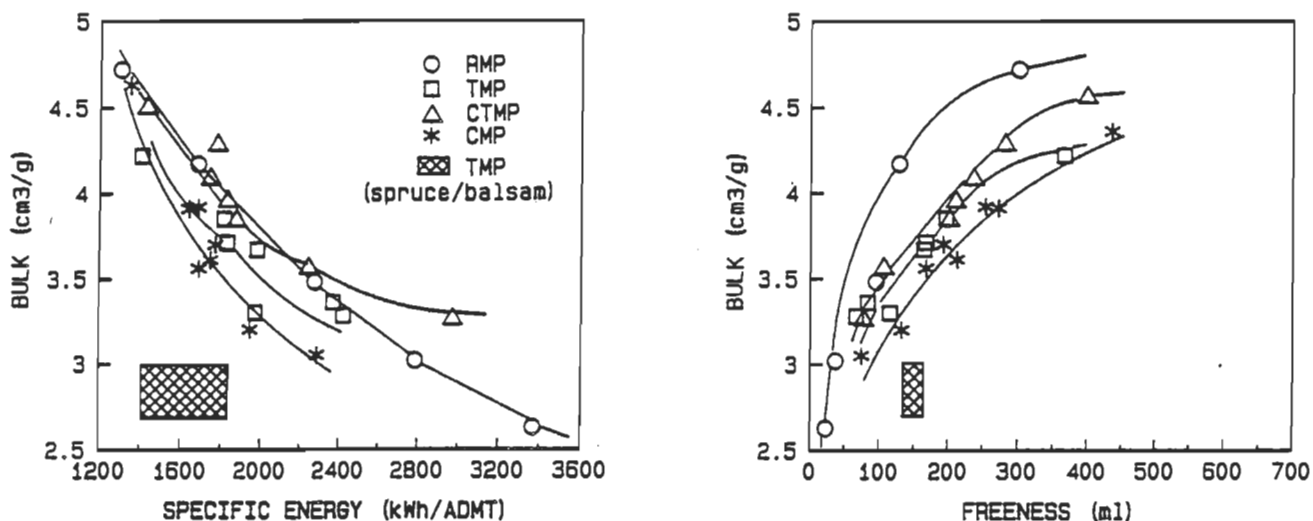 5
4.5
4
3.5
3
2.5
BULK (cm3/g)
1200 1600 2000 2400 2800 3200 3600
SPECIFIC ENERGY (kWh/ADMT)
RMP
TMP
CTMP
CMP
TMP
(spruce/balsam)
5
4.5
4
3.5
3
2.5
BULK (cm3/g)
0 100 200 300 400 500 600 700
FREENESS (ml)